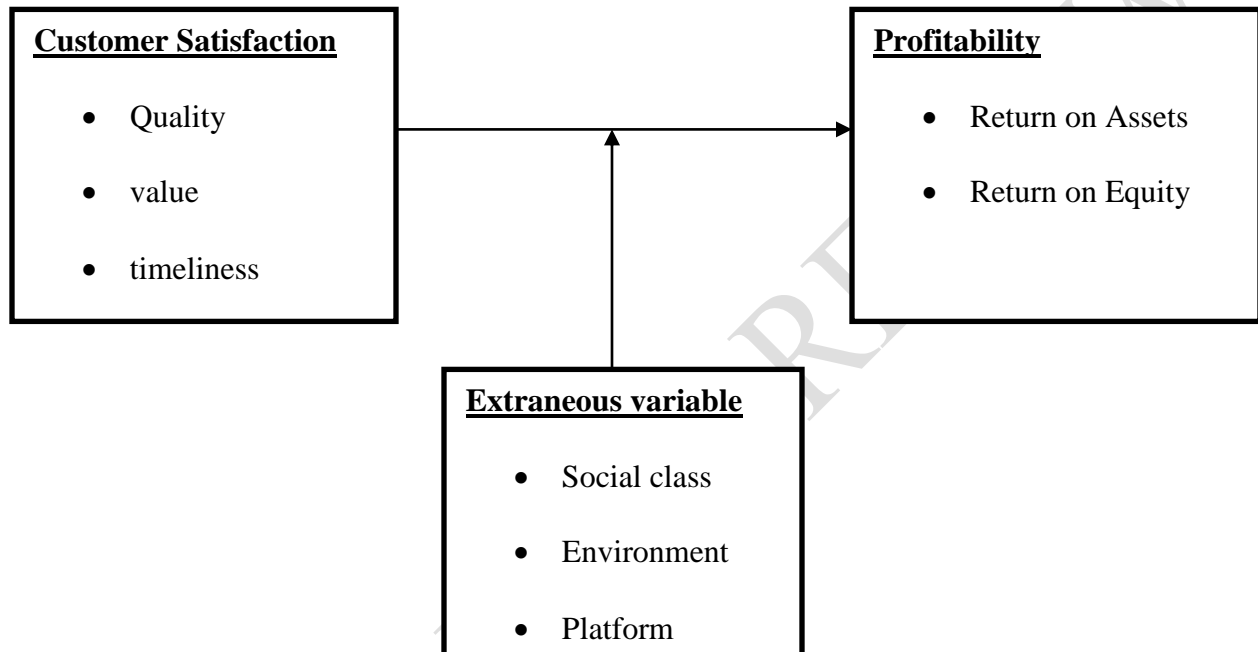 Customer Satisfaction
• Quality
• value
• timeliness
Profitability
• Return on Assets
• Return on Equity
Extraneous variable
• Social class
• Environment
• Platform